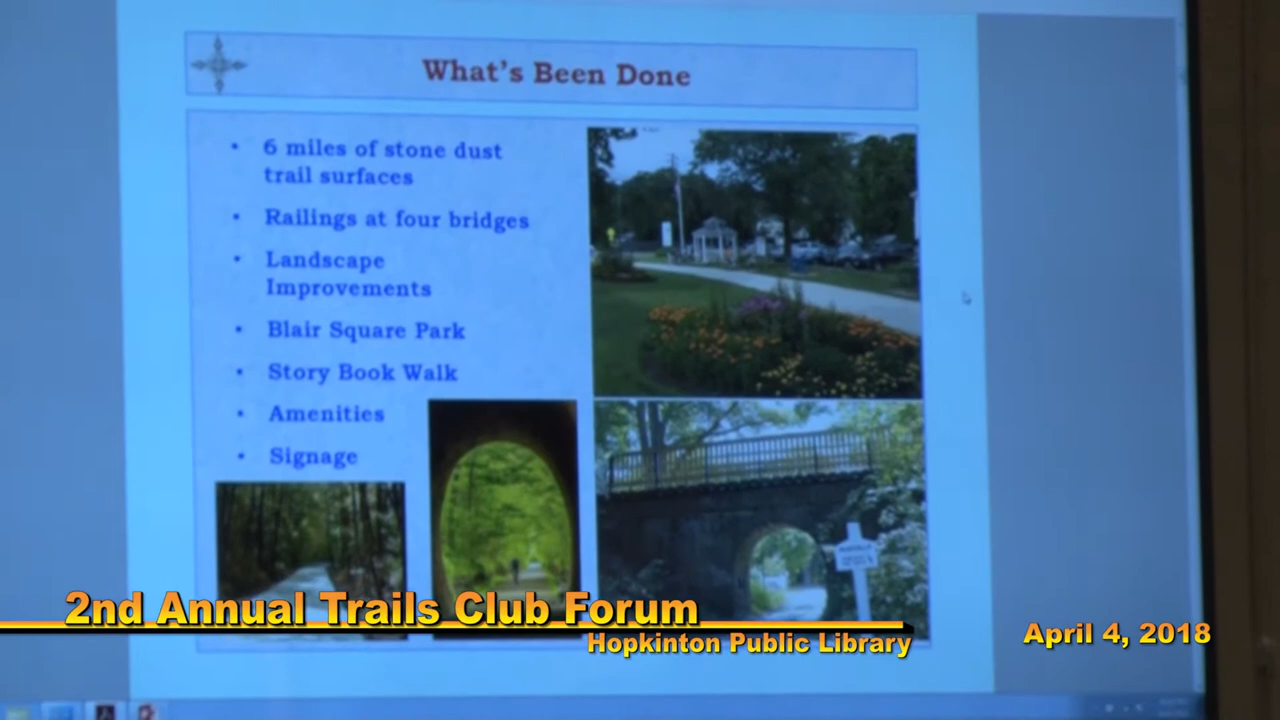 What's Been Done
• 6 miles of stone dust
trail surfaces
• Railings at four bridges
• Landscape
Improvements
• Blair Square Park
• Story Book Walk
• Amenities
• Signage
2nd Annual Trails Club Forum
Hopkinton Public Library
April 4, 2018